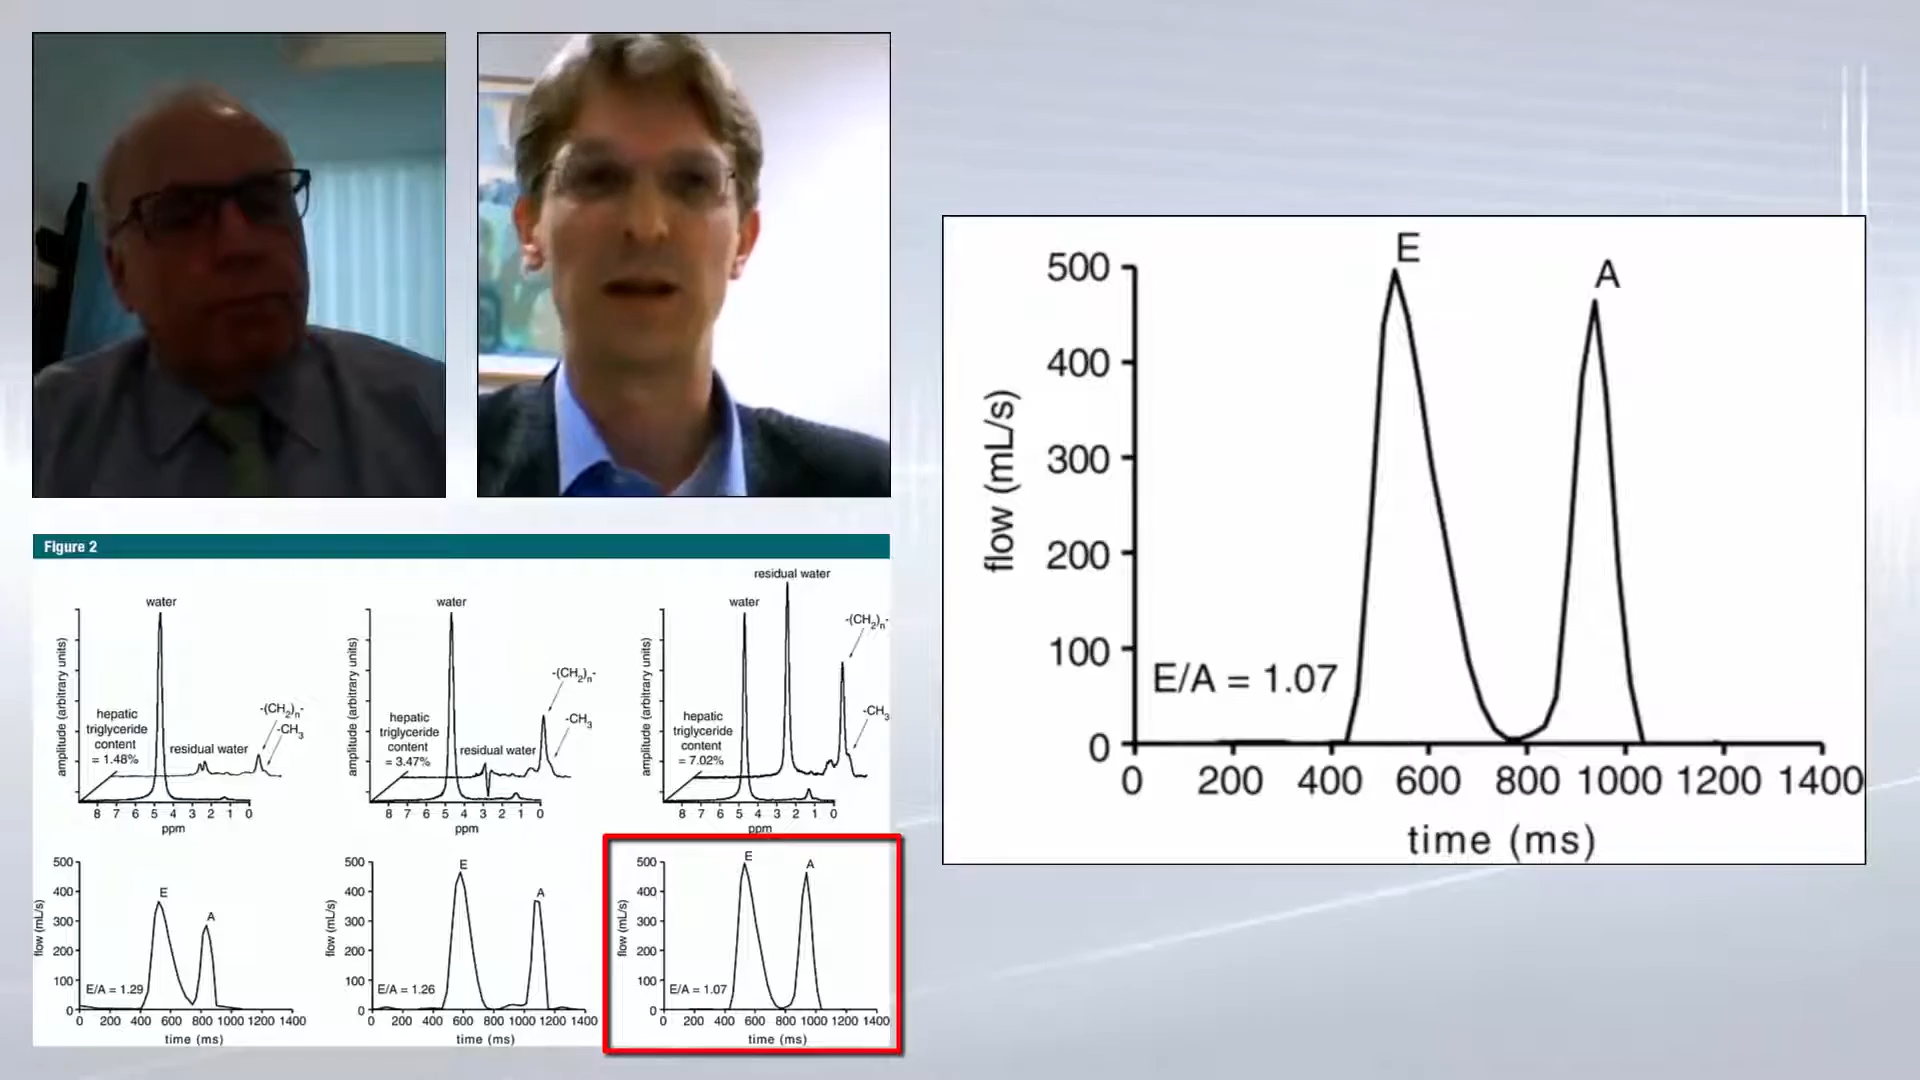 Figure 2
water
amplitude (arbitrary units)
hepatic
triglyceride
content
= 1.48%
residual water
-(CH2)n-
-CH3
8 7 6 5 4 3 2 1 0
ppm
water
amplitude (arbitrary units)
hepatic
triglyceride
content
= 3.47%
residual water
-(CH2)n-
-CH3
8 7 6 5 4 3 2 1 0
ppm
residual water
water
amplitude (arbitrary units)
hepatic
triglyceride
content
= 7.02%
-(CH2)n-
-CH3
8 7 6 5 4 3 2 1 0
ppm
500
400
300
200
100
0
flow (mL/s)
E
A
E/A = 1.29
0 200 400 600 800 1000 1200 1400
time (ms)
500
400
300
200
100
0
flow (mL/s)
E
A
E/A = 1.26
0 200 400 600 800 1000 1200 1400
time (ms)
500
400
300
200
100
0
flow (mL/s)
E
A
E/A = 1.07
0 200 400 600 800 1000 1200 1400
time (ms)
E
A
500
400
300
200
100
0
flow (mL/s)
E/A = 1.07
0 200 400 600 800 1000 1200 1400
time (ms)